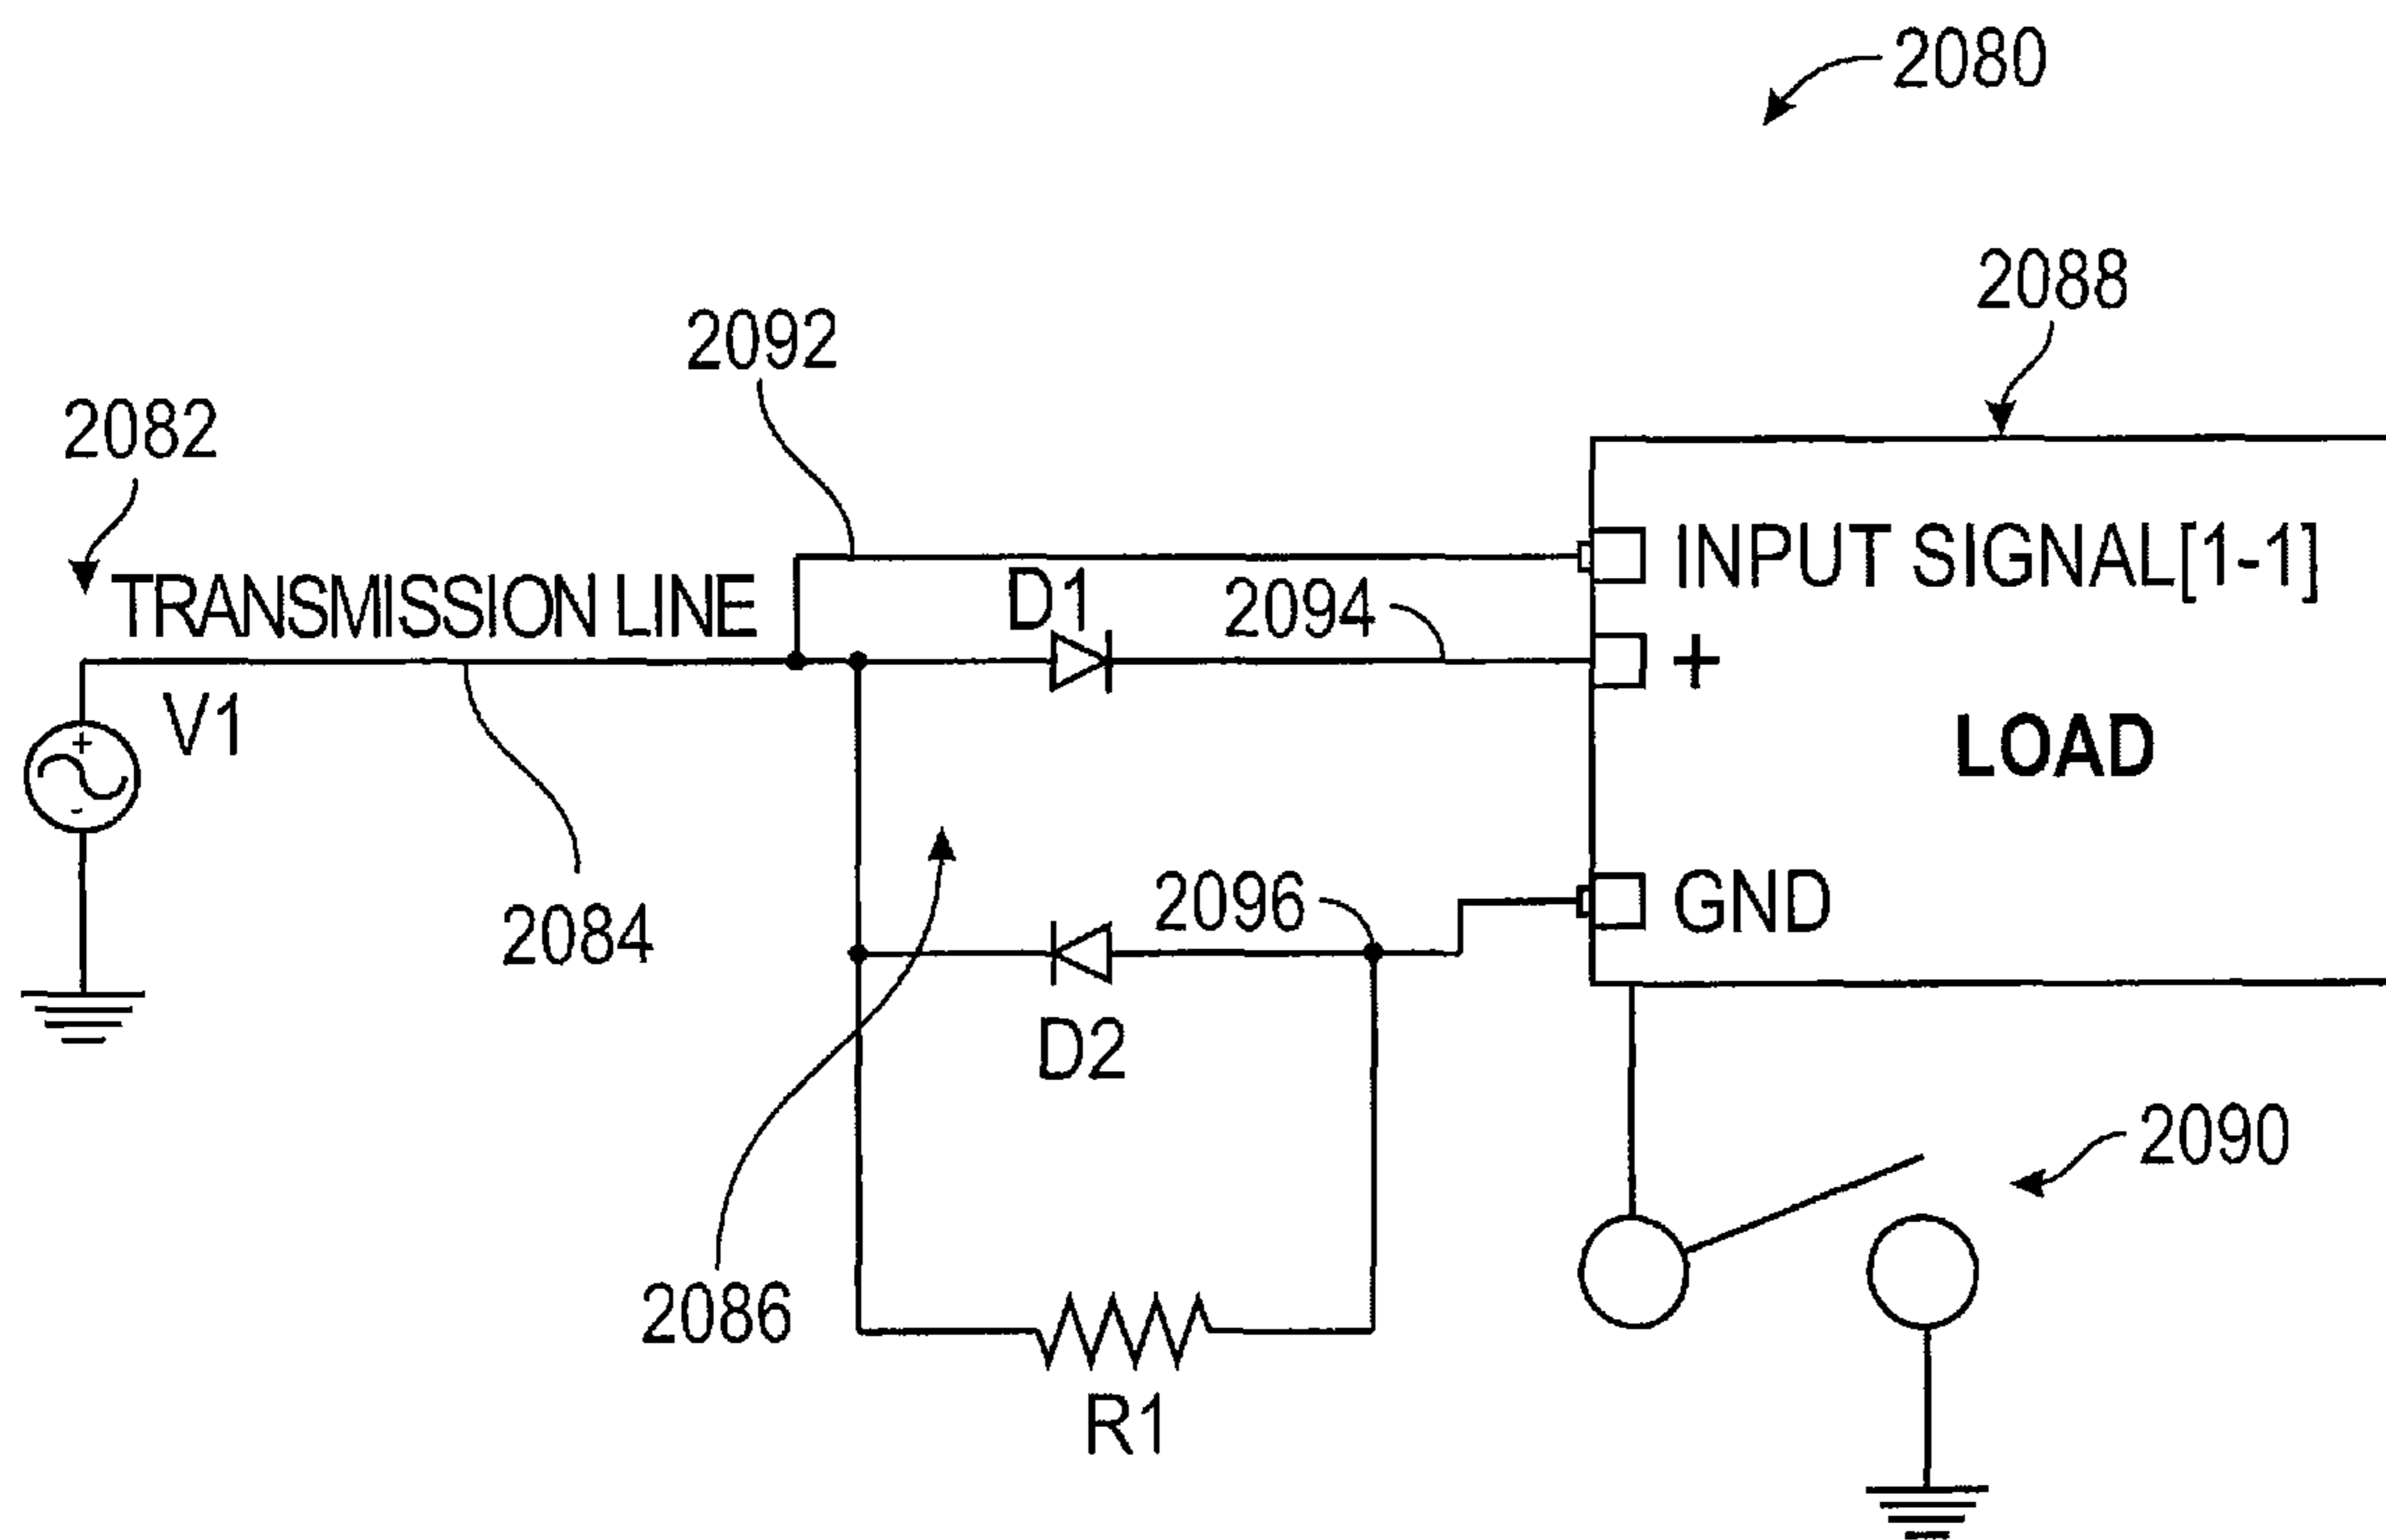 2080
2088
2092
2082
INPUT SIGNAL[1-1]
TRANSMISSION LINE
D1
2094
+
V1
+
-
LOAD
2084
2096
GND
D2
2090
2086
R1